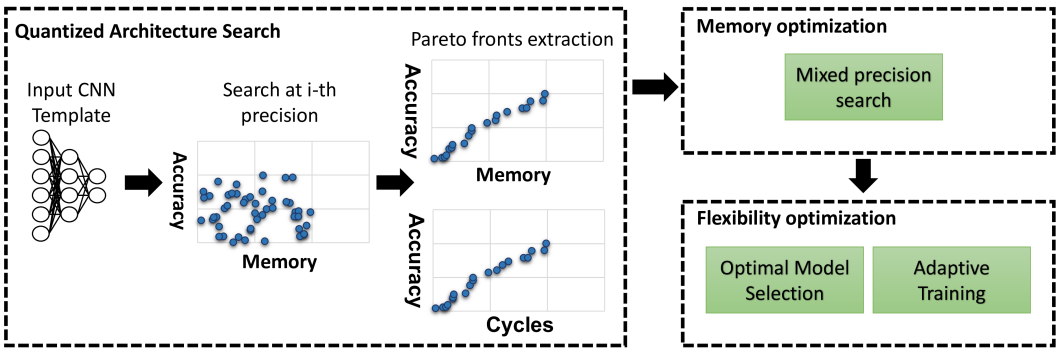 Quantized Architecture Search
Input CNN
Template
Search at i-th
precision
Accuracy
Memory
Pareto fronts extraction
Accuracy
Memory
Accuracy
Cycles
Memory optimization
Mixed precision
search
Flexibility optimization
Optimal Model
Selection
Adaptive
Training